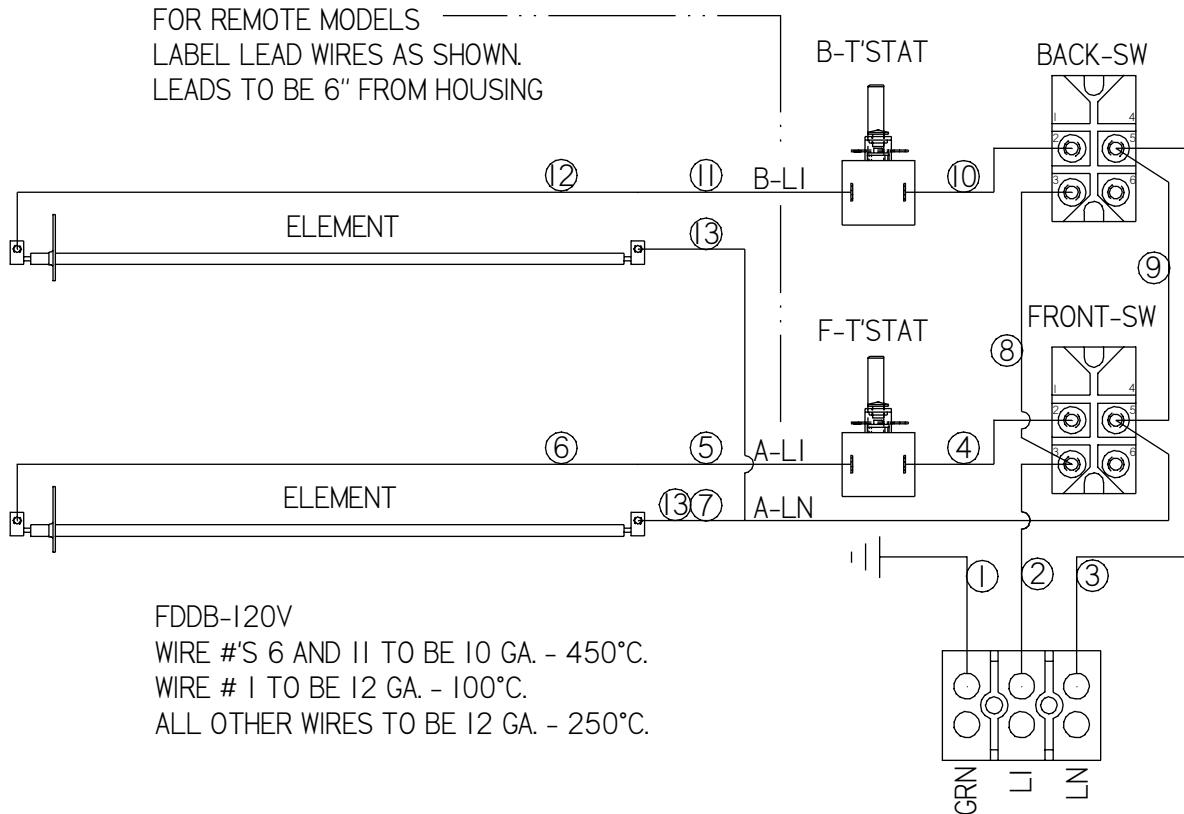 FOR REMOTE MODELS
LABEL LEAD WIRES AS SHOWN.
LEADS TO BE 6" FROM HOUSING
B-T'STAT
BACK-SW
1 4
2 5
3 6
12 11 B-L1 10
ELEMENT
13
9
F-T'STAT
FRONT-SW
8
1 4
2 5
3 6
6 5 A-L1 4
ELEMENT
13 7 A-LN
1 2 3
FDDB-120V
WIRE #'S 6 AND 11 TO BE 10 GA. - 450°C.
WIRE # 1 TO BE 12 GA. - 100°C.
ALL OTHER WIRES TO BE 12 GA. - 250°C.
GRN
L1
LN